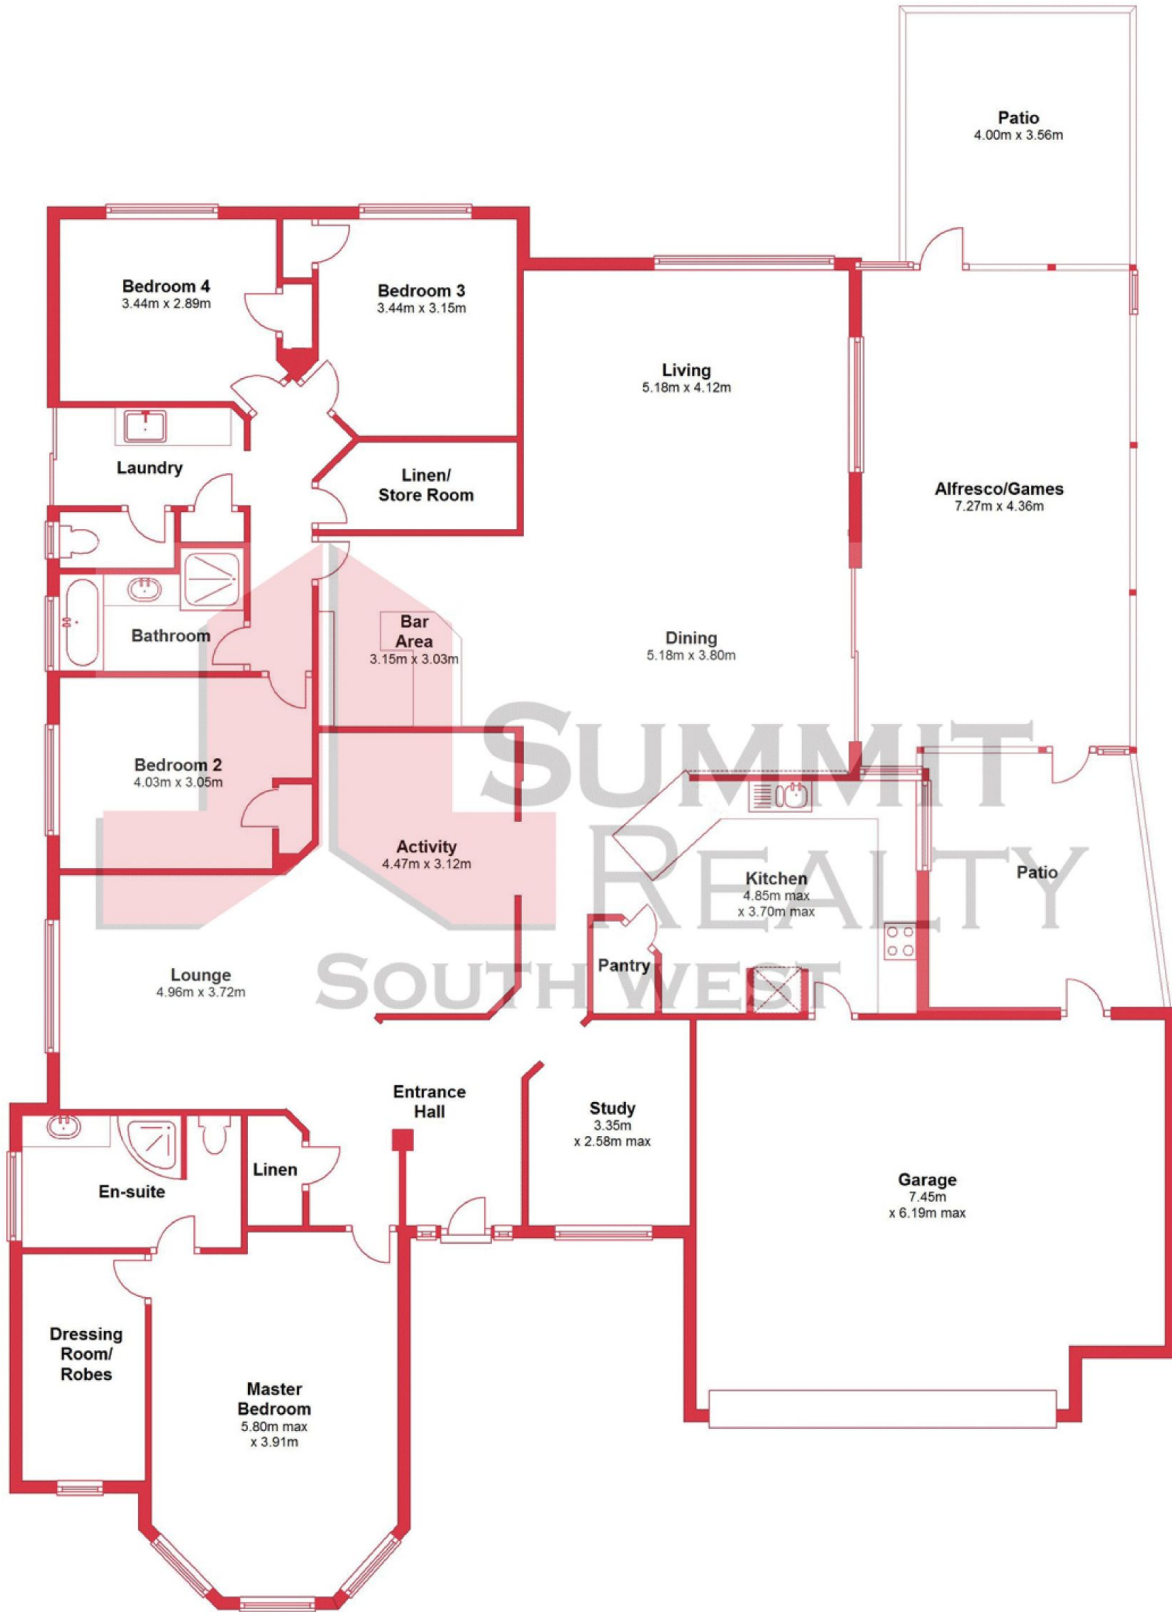 Patio
4.00m x 3.56m
Bedroom 4
3.44m x 2.89m
Bedroom 3
3.44m x 3.15m
Living
5.18m x 4.12m
Laundry
Linen/
Store Room
Alfresco/Games
7.27m x 4.36m
Bathroom
Bar
Area
3.15m x 3.03m
Dining
5.18m x 3.80m
Bedroom 2
4.03m x 3.05m
SUMMIT
REALTY
SOUTH WEST
Activity
4.47m x 3.12m
Kitchen
4.85m max
x 3.70m max
Patio
Lounge
4.96m x 3.72m
Pantry
Entrance
Hall
Study
3.35m
x 2.58m max
Linen
En-suite
Garage
7.45m
x 6.19m max
Dressing
Room/
Robes
Master
Bedroom
5.80m max
x 3.91m